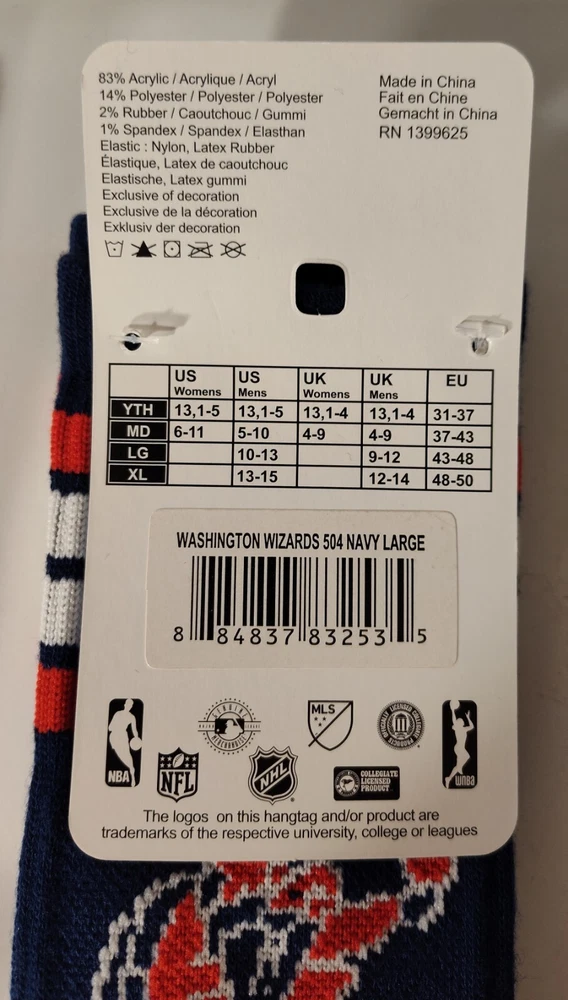 83% Acrylic / Acrylique / Acryl
14% Polyester / Polyester / Polyester
2% Rubber / Caoutchouc / Gummi
1% Spandex / Spandex / Elasthan
Elastic : Nylon, Latex Rubber
Élastique, Latex de caoutchouc
Elastische, Latex gummi
Exclusive of decoration
Exclusive de la décoration
Exklusiv der decoration
Made in China
Fait en Chine
Gemacht in China
RN 1399625
US Womens US Mens UK Womens UK Mens EU
YTH 13,1-5 13,1-5 13,1-4 13,1-4 31-37
MD 6-11 5-10 4-9 4-9 37-43
LG 10-13 9-12 43-48
XL 13-15 12-14 48-50
WASHINGTON WIZARDS 504 NAVY LARGE
8 84837 83253 5
NBA
NFL
GENUINE
MERCHANDISE
NHL
MLS
COLLEGIATE
LICENSED
PRODUCT
OFFICIALLY LICENSED COLLEGIATE PRODUCTS
WNBA
The logos on this hangtag and/or product are
trademarks of the respective university, college or leagues